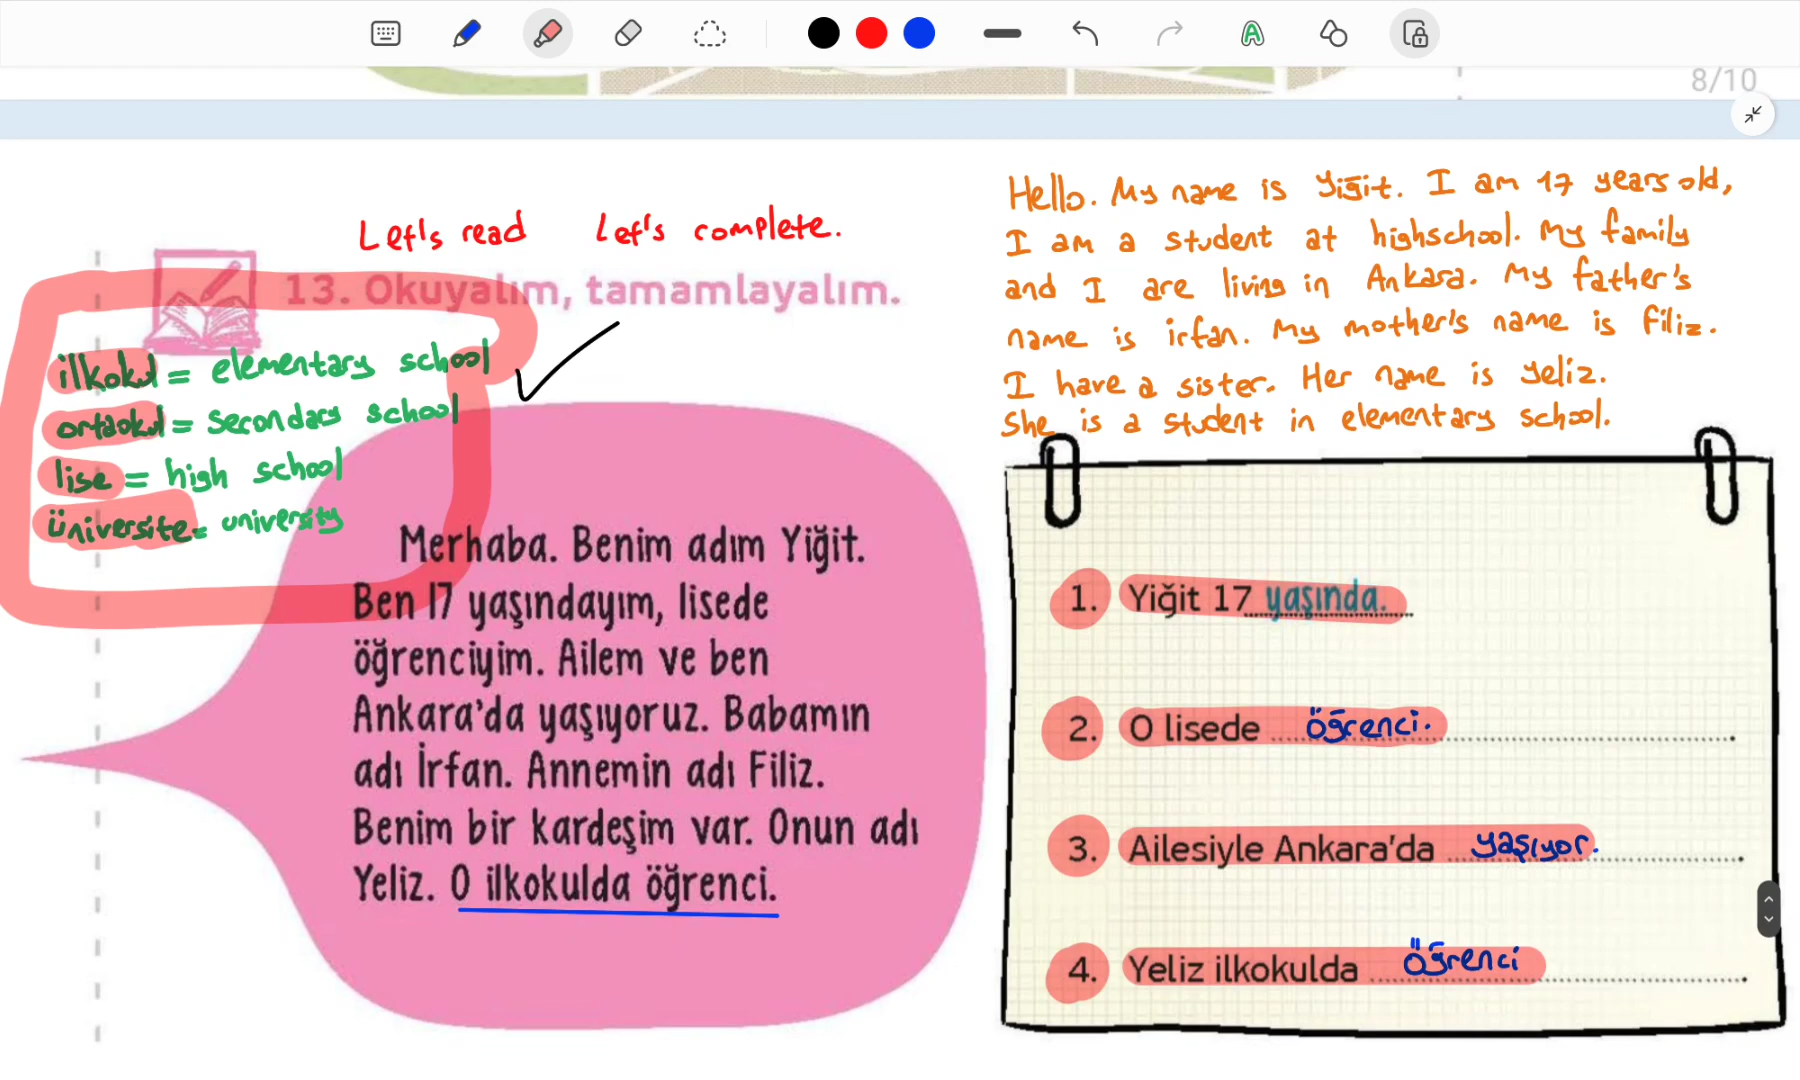 8/10
Let's read Let's complete.
13. Okuyalım, tamamlayalım.
ilkokul = elementary school
ortaokul = secondary school
lise = high school
üniversite = university
Merhaba. Benim adım Yiğit.
Ben 17 yaşındayım, lisede
öğrenciyim. Ailem ve ben
Ankara'da yaşıyoruz. Babamın
adı İrfan. Annemin adı Filiz.
Benim bir kardeşim var. Onun adı
Yeliz. O ilkokulda öğrenci.
Hello. My name is Yiğit. I am 17 years old,
I am a student at highschool. My family
and I are living in Ankara. My father's
name is irfan. My mother's name is Filiz.
I have a sister. Her name is Yeliz.
She is a student in elementary school.
1. Yiğit 17 yaşında.
2. O lisede öğrenci.
3. Ailesiyle Ankara'da yaşıyor.
4. Yeliz ilkokulda öğrenci.